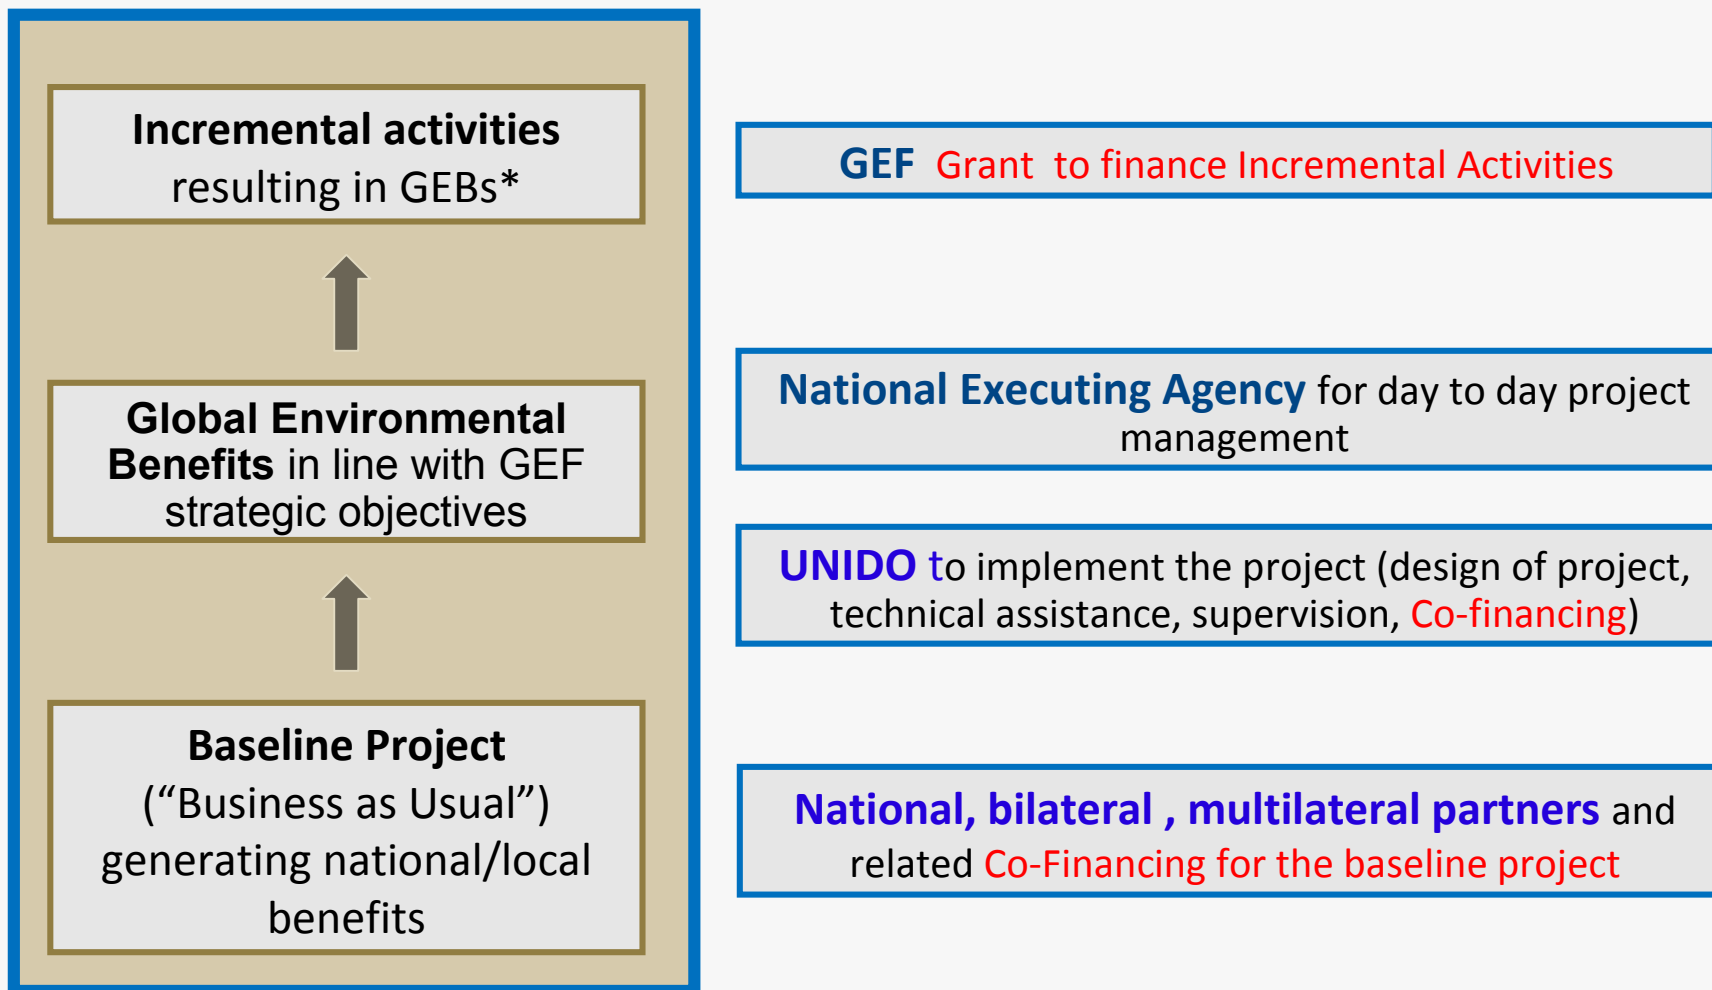 Incremental activities
resulting in GEBs*
Global Environmental
Benefits in line with GEF
strategic objectives
Baseline Project
(“Business as Usual”)
generating national/local
benefits
GEF Grant to finance Incremental Activities
National Executing Agency for day to day project
management
UNIDO to implement the project (design of project,
technical assistance, supervision, Co-financing)
National, bilateral , multilateral partners and
related Co-Financing for the baseline project